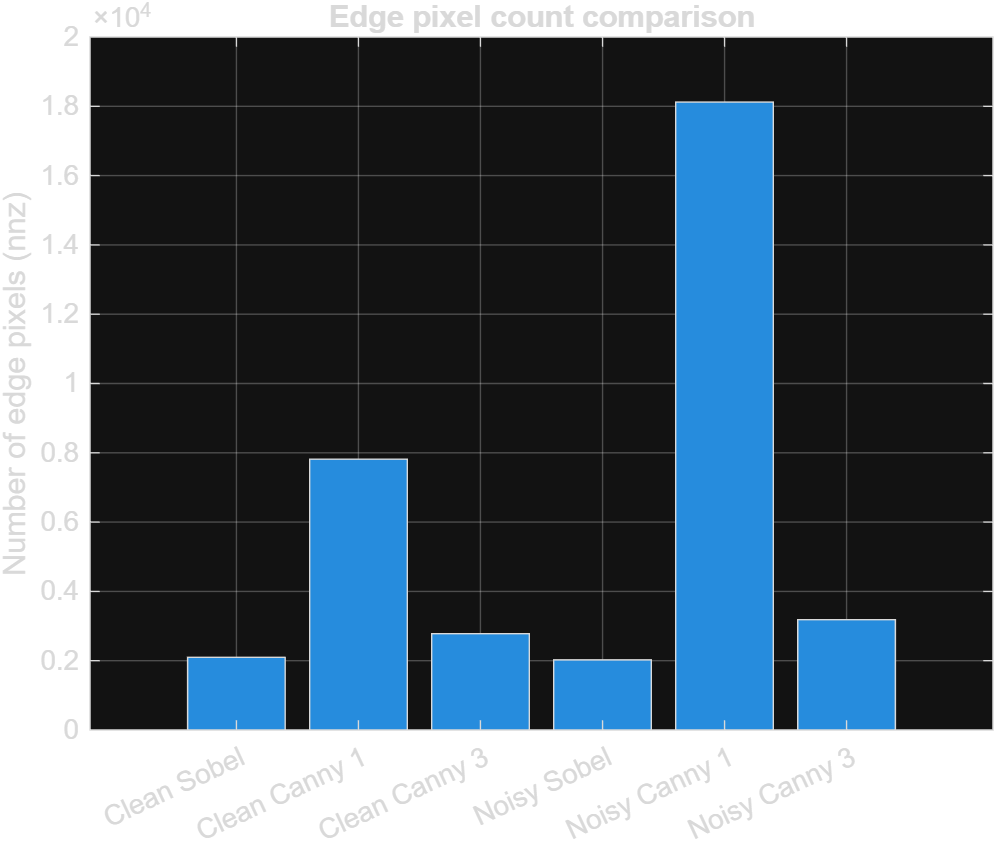 Edge pixel count comparison
×10⁴
2
1.8
1.6
1.4
1.2
1
0.8
0.6
0.4
0.2
0
Number of edge pixels (nnz)
Clean Sobel
Clean Canny 1
Clean Canny 3
Noisy Sobel
Noisy Canny 1
Noisy Canny 3